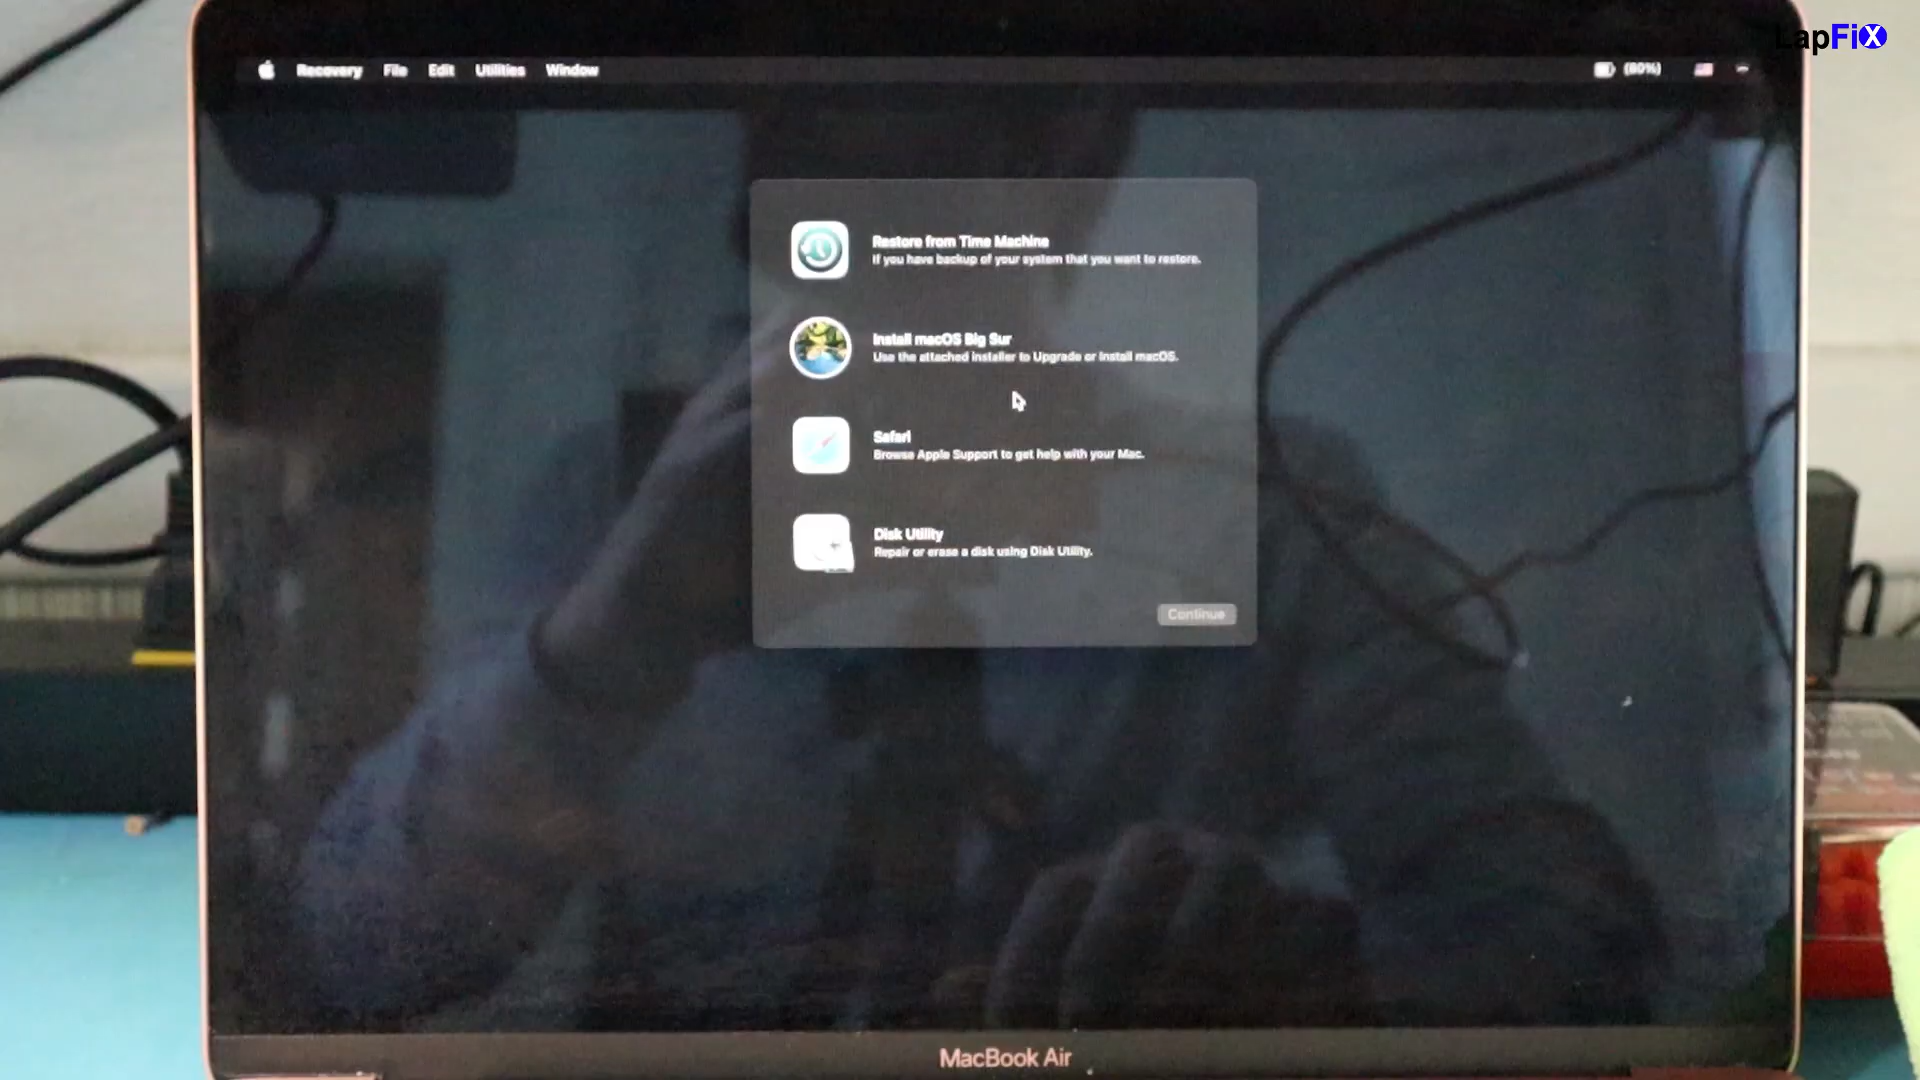 LapFiX
Recovery File Edit Utilities Window (80%)
Restore from Time Machine
If you have backup of your system that you want to restore.
Install macOS Big Sur
Use the attached installer to Upgrade or Install macOS.
Safari
Browse Apple Support to get help with your Mac.
Disk Utility
Repair or erase a disk using Disk Utility.
Continue
MacBook Air